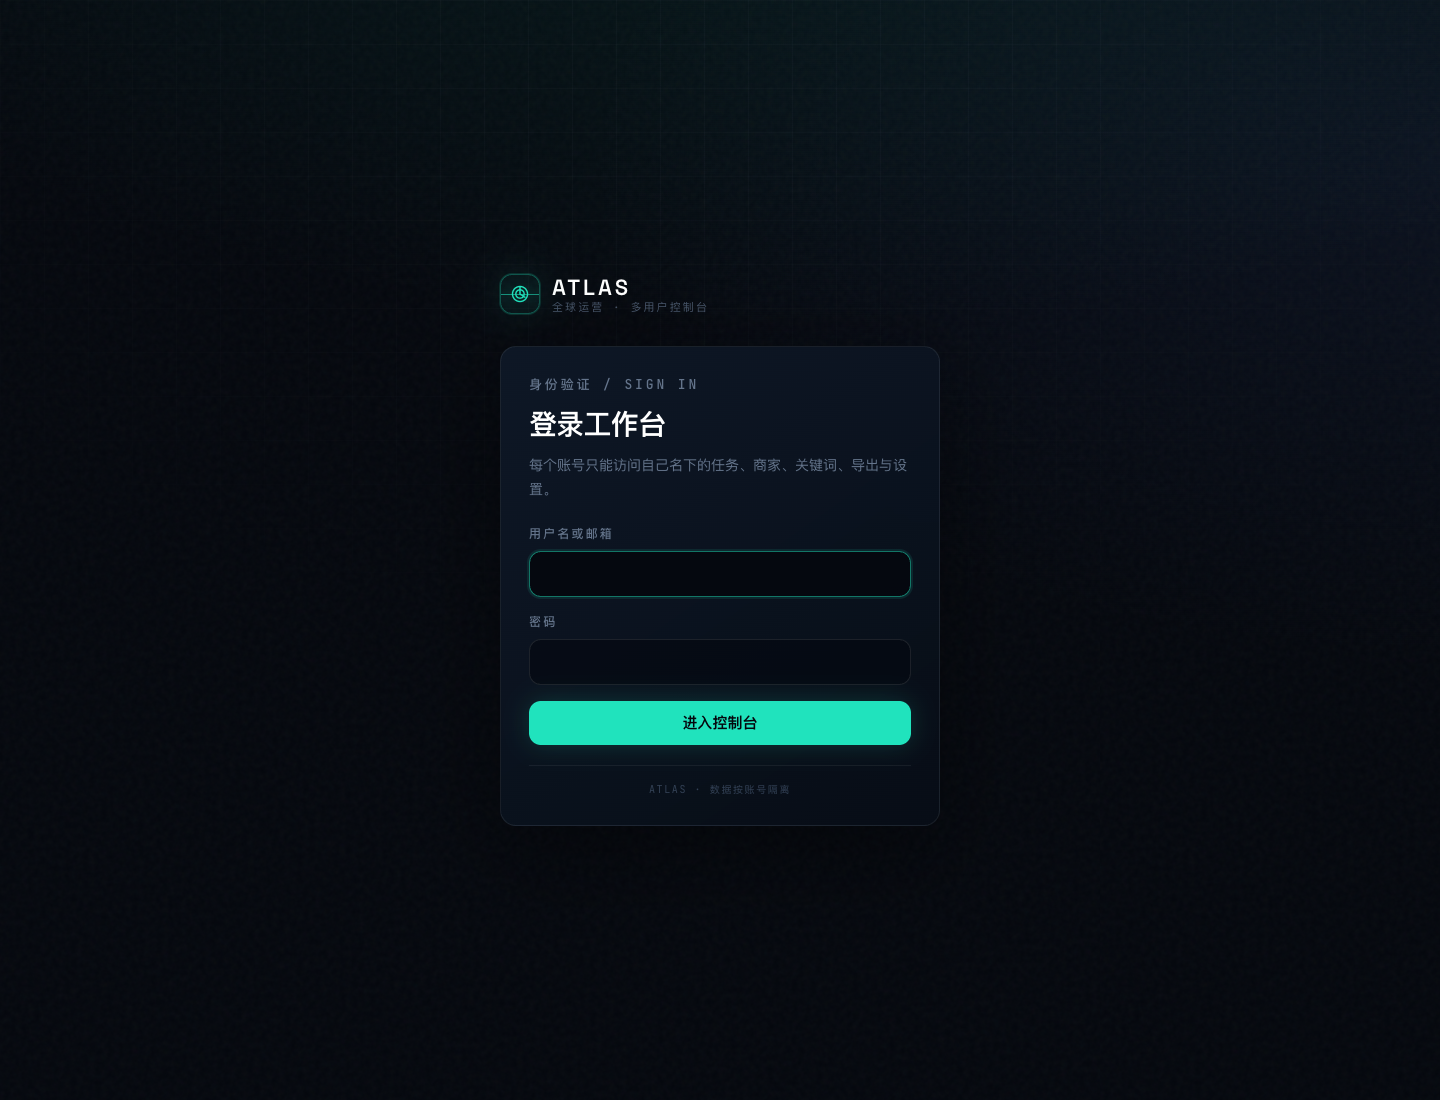 ATLAS
全球运营 · 多用户控制台
身份验证 / SIGN IN
登录工作台
每个账号只能访问自己名下的任务、商家、关键词、导出与设
置。
用户名或邮箱
密码
进入控制台
ATLAS · 数据按账号隔离